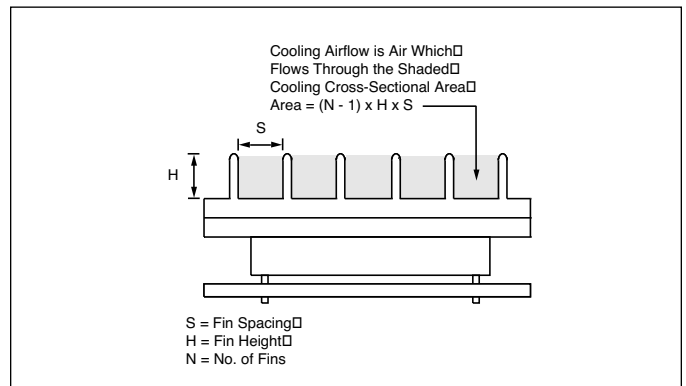 Cooling Airflow is Air Which□
Flows Through the Shaded□
Cooling Cross-Sectional Area□
Area = (N - 1) x H x S
S
H
S = Fin Spacing□
H = Fin Height□
N = No. of Fins